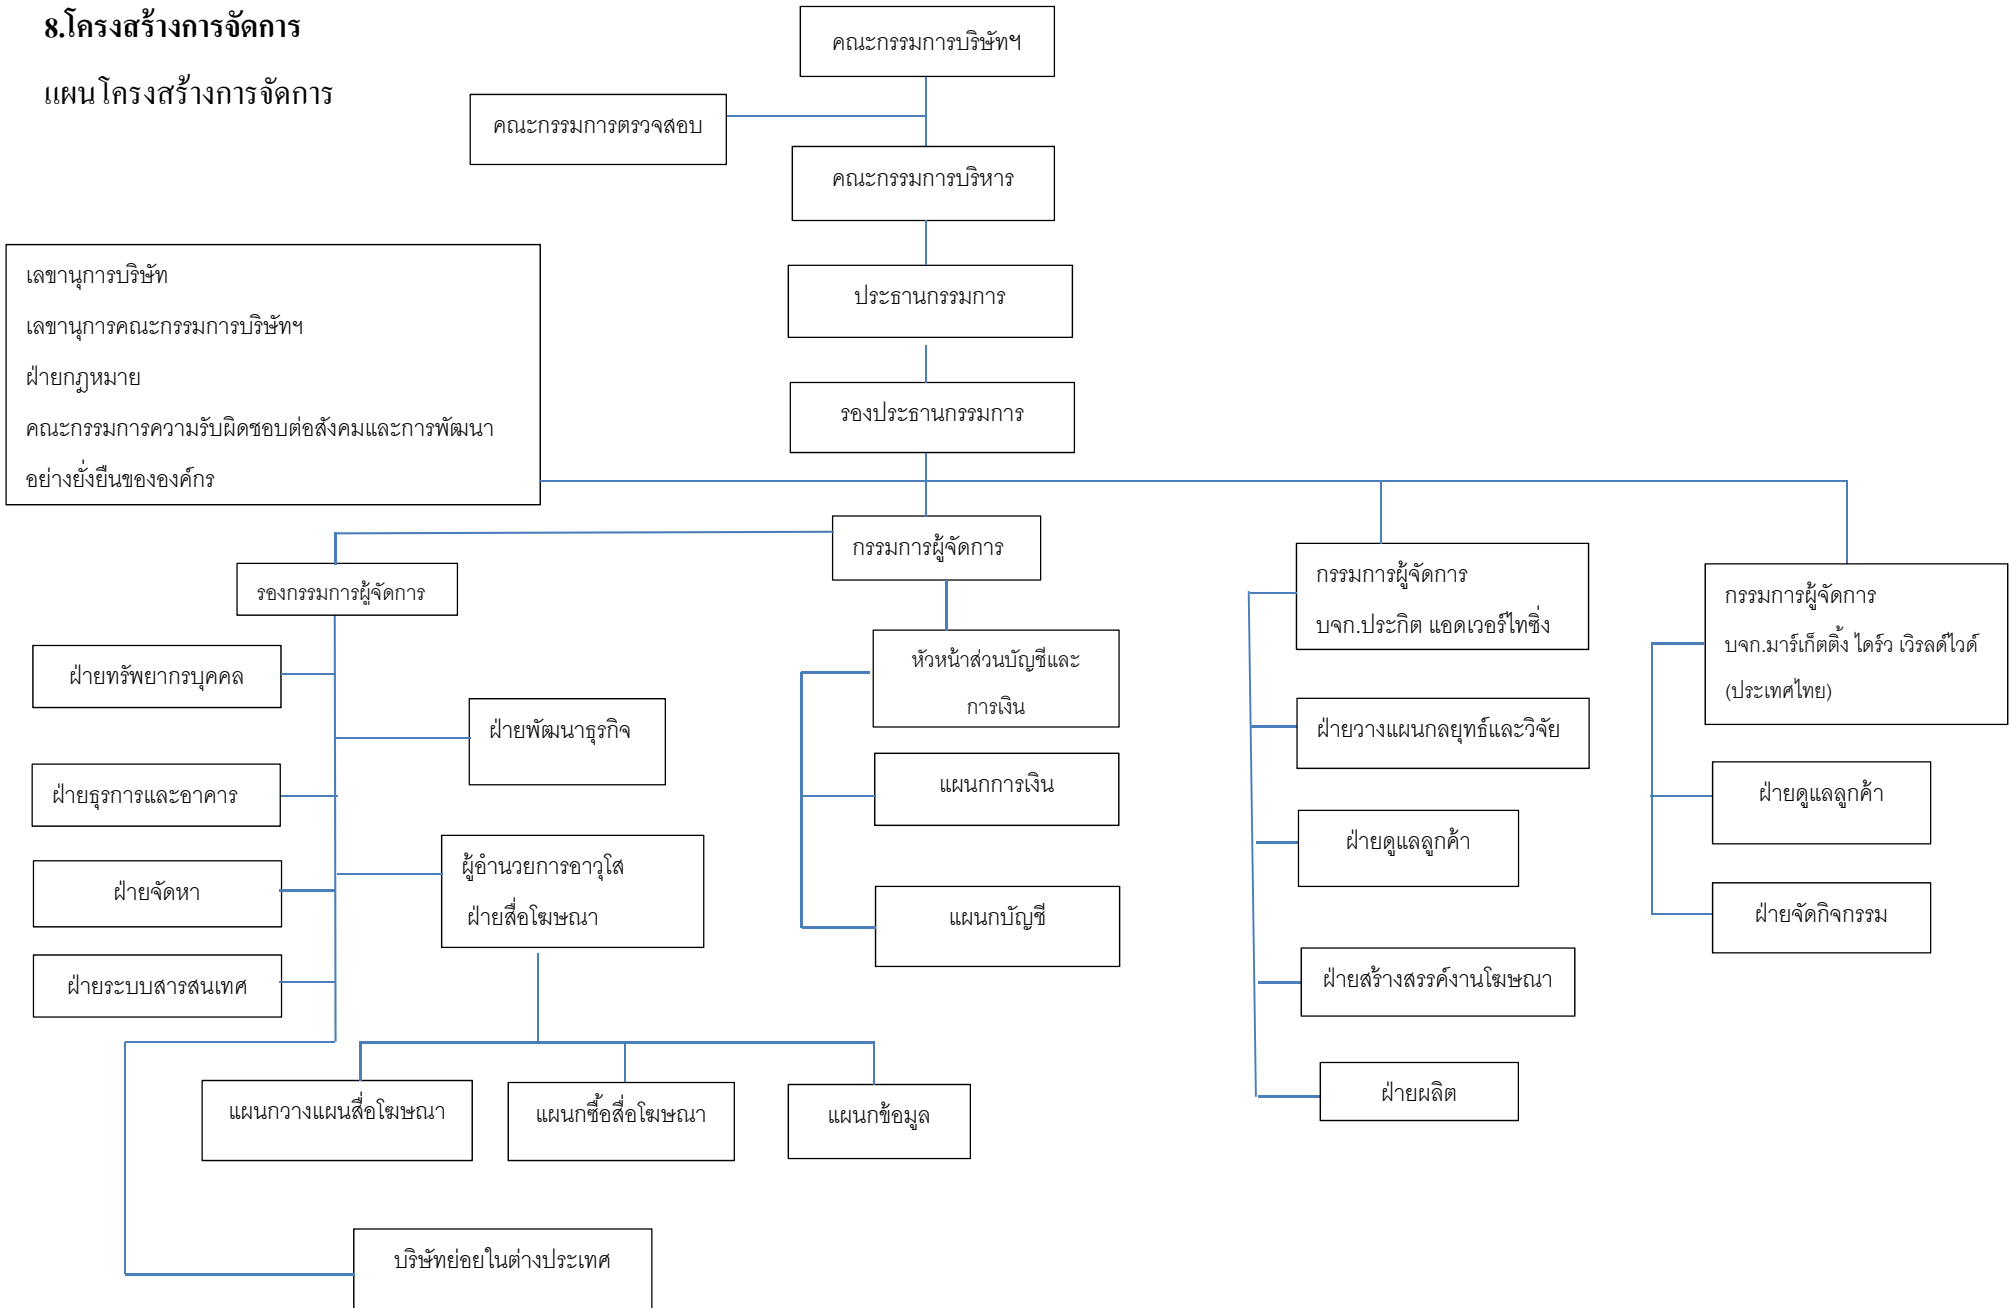 8.โครงสร้างการจัดการ
แผนโครงสร้างการจัดการ
คณะกรรมการบริษัทฯ
คณะกรรมการตรวจสอบ
คณะกรรมการบริหาร
ประธานกรรมการ
รองประธานกรรมการ
เลขานุการบริษัท
เลขานุการคณะกรรมการบริษัทฯ
ฝ่ายกฎหมาย
คณะกรรมการความรับผิดชอบต่อสังคมและการพัฒนา
อย่างยั่งยืนขององค์กร
กรรมการผู้จัดการ
รองกรรมการผู้จัดการ
ฝ่ายทรัพยากรบุคคล
ฝ่ายธุรการและอาคาร
ฝ่ายจัดหา
ฝ่ายระบบสารสนเทศ
ฝ่ายพัฒนาธุรกิจ
ผู้อำนวยการอาวุโส
ฝ่ายสื่อโฆษณา
แผนกวางแผนสื่อโฆษณา
แผนกซื้อสื่อโฆษณา
แผนกข้อมูล
บริษัทย่อยในต่างประเทศ
หัวหน้าส่วนบัญชีและ
การเงิน
แผนกการเงิน
แผนกบัญชี
กรรมการผู้จัดการ
บจก.ประกิต แอดเวอร์ไทซิ่ง
ฝ่ายวางแผนกลยุทธ์และวิจัย
ฝ่ายดูแลลูกค้า
ฝ่ายสร้างสรรค์งานโฆษณา
ฝ่ายผลิต
กรรมการผู้จัดการ
บจก.มาร์เก็ตติ้ง ไดร์ว เวิรลด์ไวด์
(ประเทศไทย)
ฝ่ายดูแลลูกค้า
ฝ่ายจัดกิจกรรม